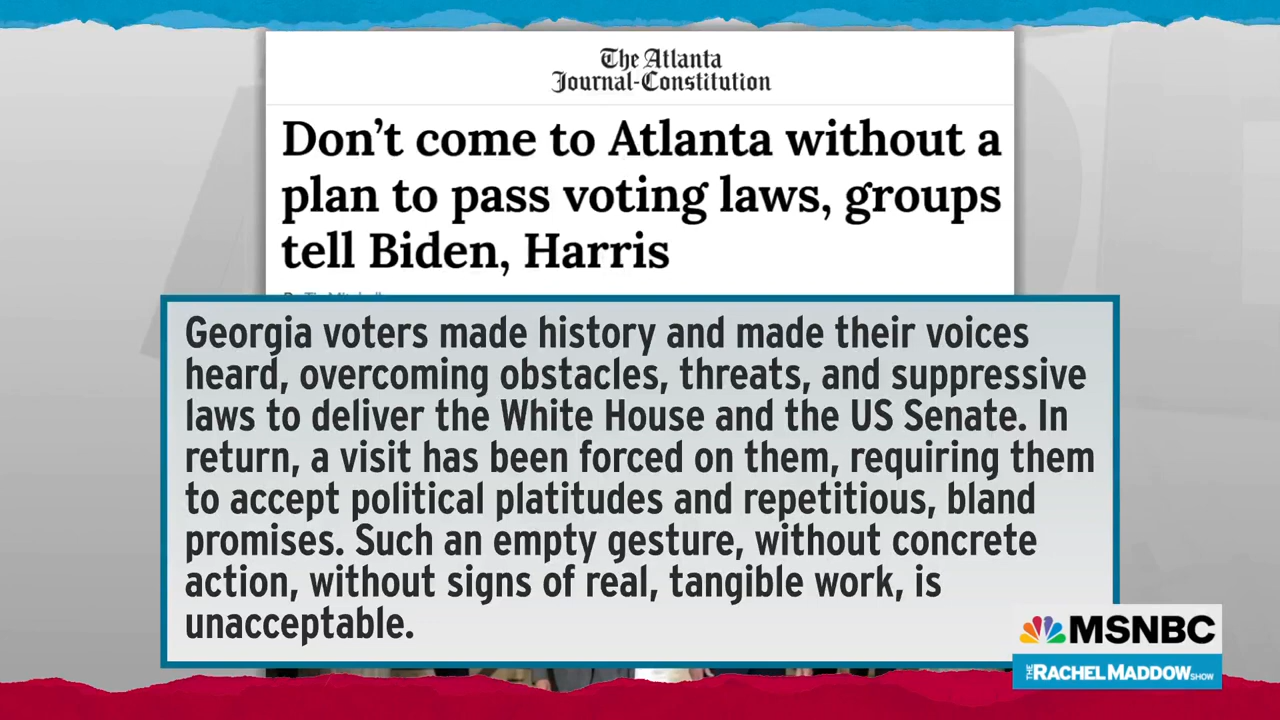 The Atlanta
Journal-Constitution
Don't come to Atlanta without a
plan to pass voting laws, groups
tell Biden, Harris
Georgia voters made history and made their voices
heard, overcoming obstacles, threats, and suppressive
laws to deliver the White House and the US Senate. In
return, a visit has been forced on them, requiring them
to accept political platitudes and repetitious, bland
promises. Such an empty gesture, without concrete
action, without signs of real, tangible work, is
unacceptable.
MSNBC
THE RACHEL MADDOW SHOW